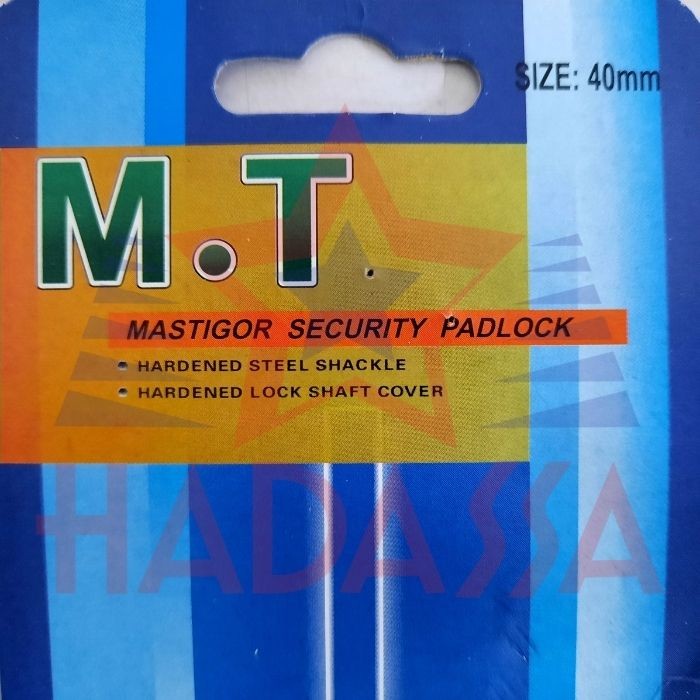 SIZE: 40mm
M.T
MASTIGOR SECURITY PADLOCK
• HARDENED STEEL SHACKLE
• HARDENED LOCK SHAFT COVER
HADASSA